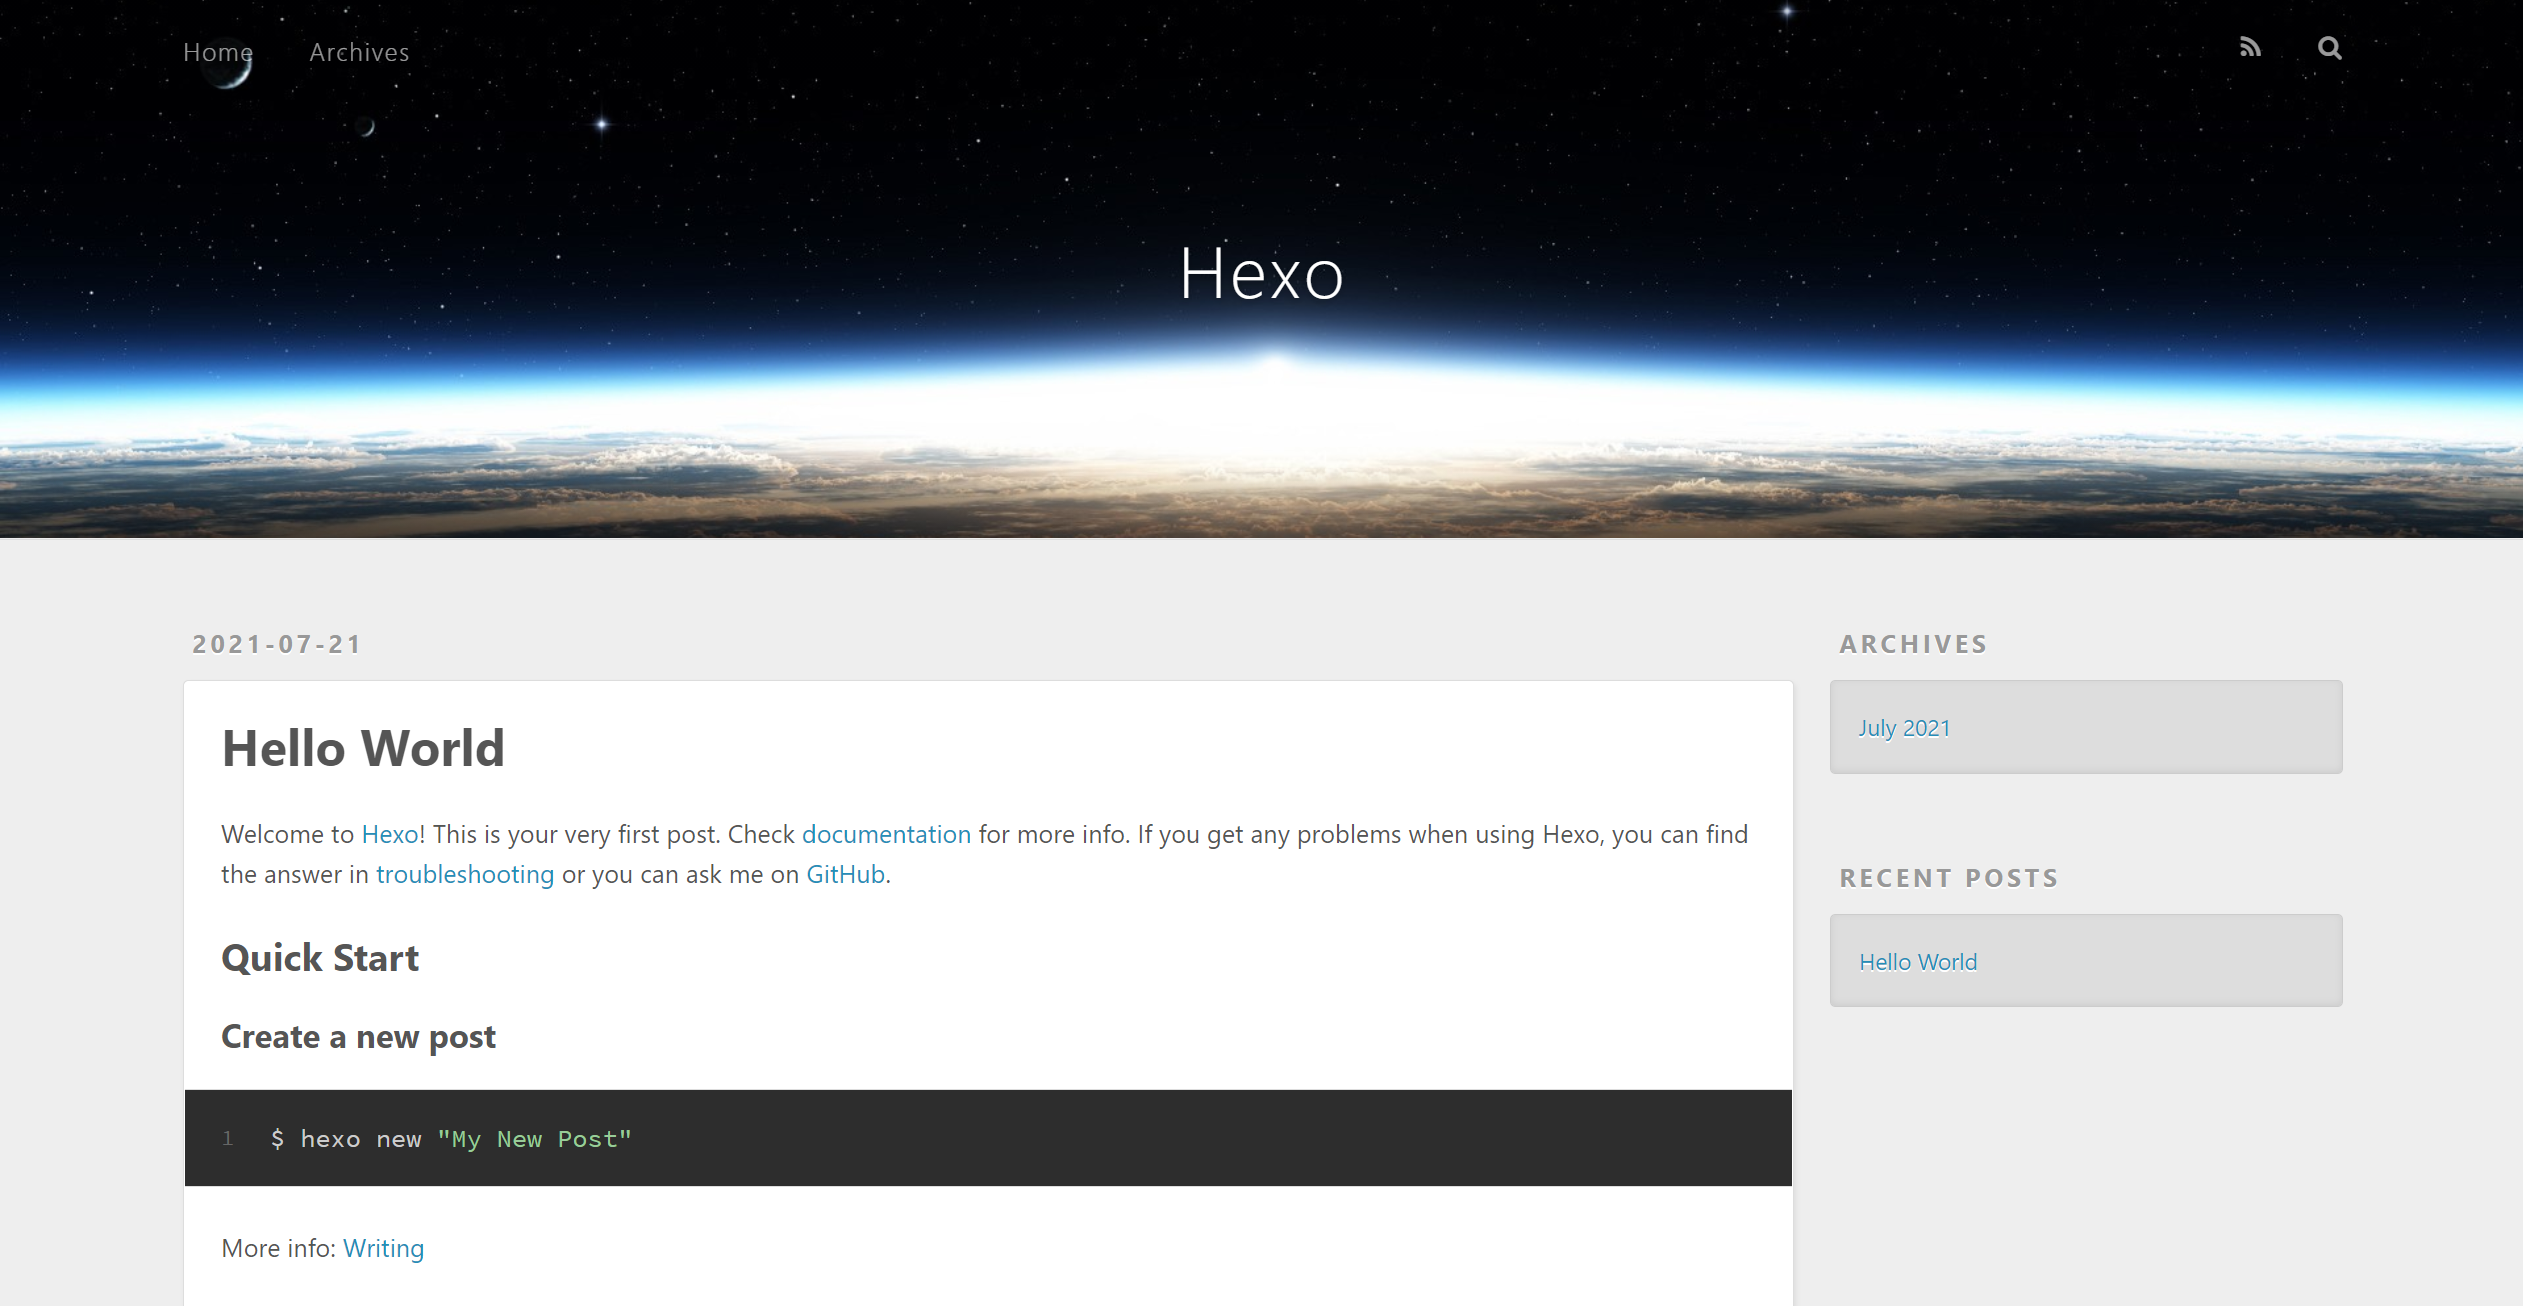 Home Archives
Hexo
2021-07-21
Hello World
Welcome to Hexo! This is your very first post. Check documentation for more info. If you get any problems when using Hexo, you can find
the answer in troubleshooting or you can ask me on GitHub.
Quick Start
Create a new post
1 $ hexo new "My New Post"
More info: Writing
ARCHIVES
July 2021
RECENT POSTS
Hello World